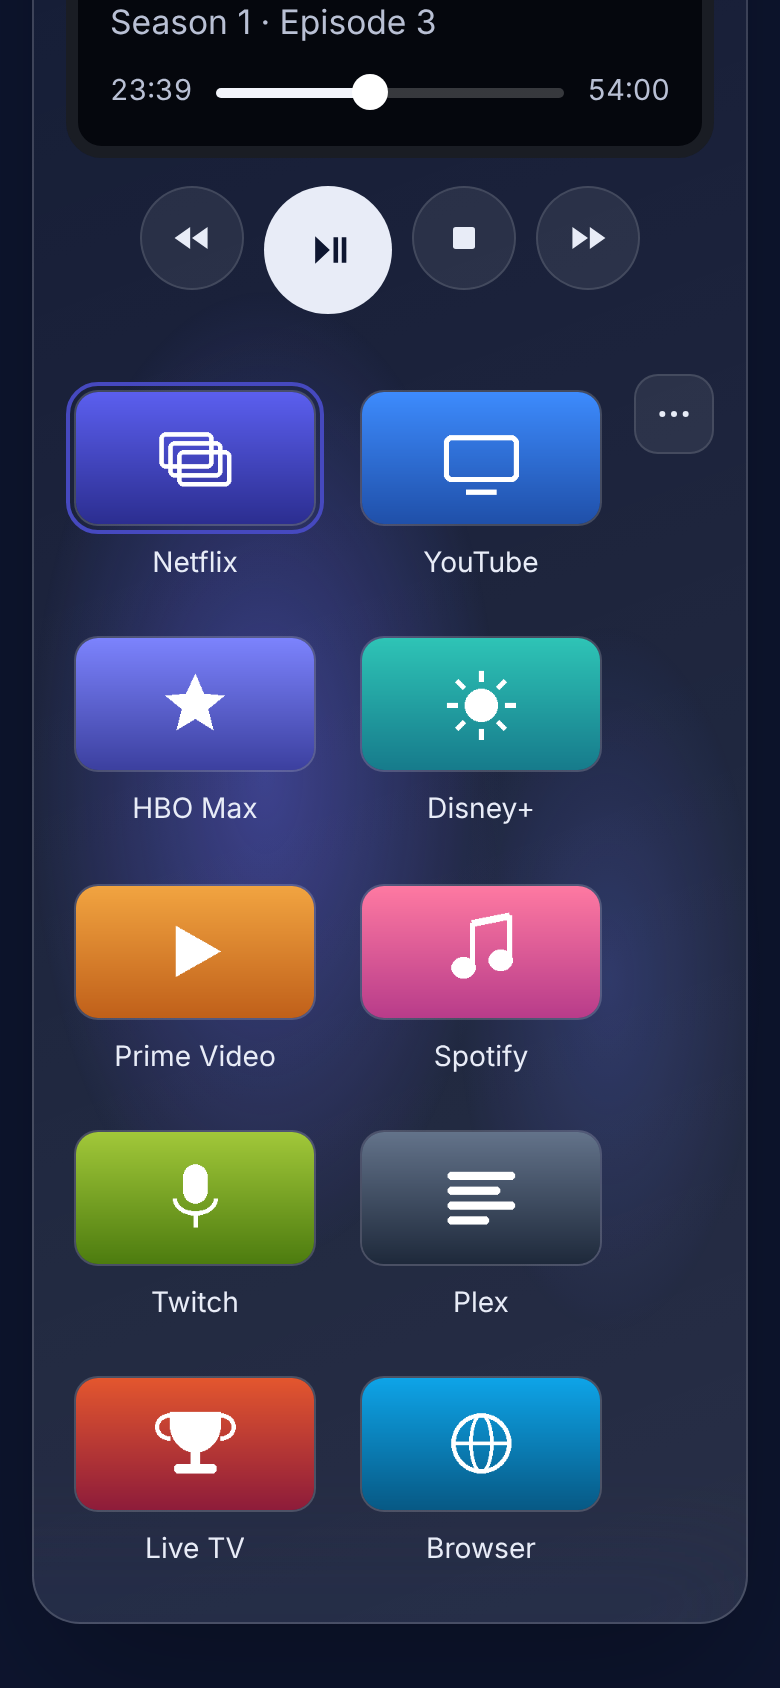 Season 1 · Episode 3
23:39 54:00
Netflix YouTube
HBO Max Disney+
Prime Video Spotify
Twitch Plex
Live TV Browser